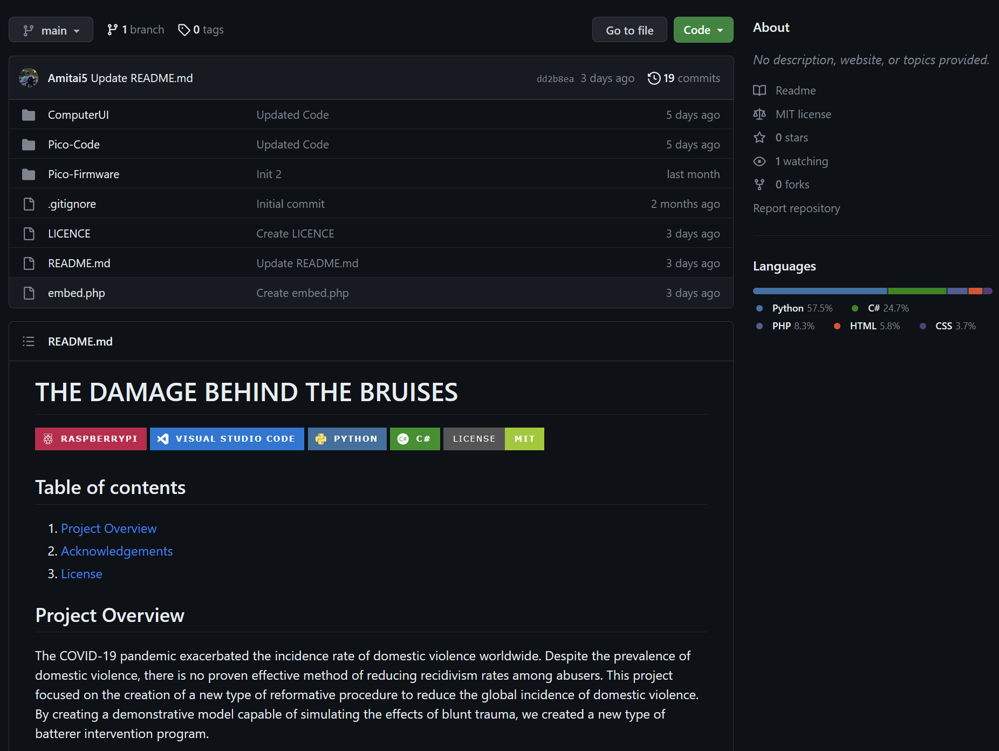 main
1 branch
0 tags
Go to file
Code
Amitai5 Update README.md
dd2b8ea 3 days ago
19 commits
ComputerUI Updated Code 5 days ago
Pico-Code Updated Code 5 days ago
Pico-Firmware Init 2 last month
.gitignore Initial commit 2 months ago
LICENCE Create LICENCE 3 days ago
README.md Update README.md 3 days ago
embed.php Create embed.php 3 days ago
README.md
THE DAMAGE BEHIND THE BRUISES
RASPBERRYPI VISUAL STUDIO CODE PYTHON C# C# LICENSE MIT
Table of contents
1. Project Overview
2. Acknowledgements
3. License
Project Overview
The COVID-19 pandemic exacerbated the incidence rate of domestic violence worldwide. Despite the prevalence of
domestic violence, there is no proven effective method of reducing recidivism rates among abusers. This project
focused on the creation of a new type of reformative procedure to reduce the global incidence of domestic violence.
By creating a demonstrative model capable of simulating the effects of blunt trauma, we created a new type of
batterer intervention program.
About
No description, website, or topics provided.
Readme
MIT license
0 stars
1 watching
0 forks
Report repository
Languages
Python 57.5% C# 24.7%
PHP 8.3% HTML 5.8% CSS 3.7%